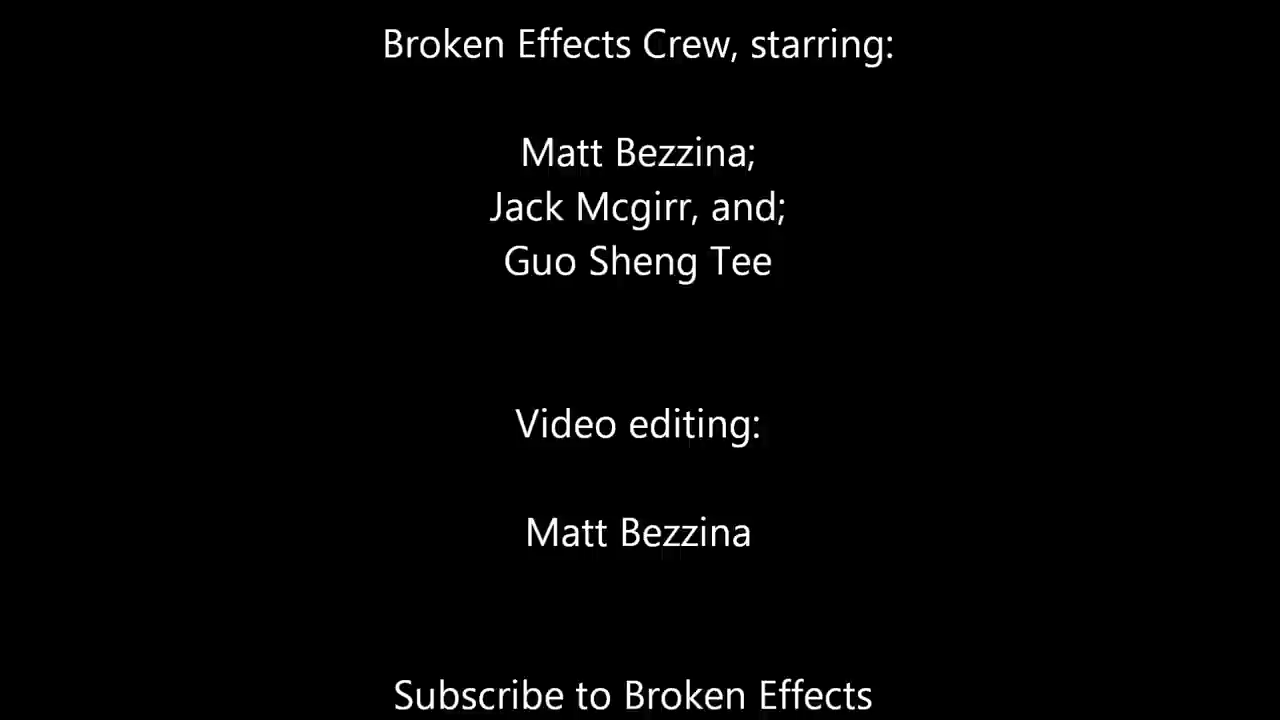 Broken Effects Crew, starring:
Matt Bezzina;
Jack Mcgirr, and;
Guo Sheng Tee
Video editing:
Matt Bezzina
Subscribe to Broken Effects